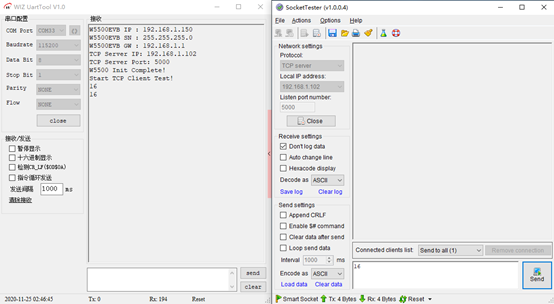 WIZ UartTool V1.0
串口配置
COM Port
COM33
Baudrate
115200
Data Bit
8
Stop Bit
1
Parity
NONE
Flow
NONE
close
接收/发送
暂停显示
十六进制显示
检测CR_LF($0D$0A)
指令循环发送
发送间隔
1000
ms
清除接收
接收
W5500EVB IP : 192.168.1.150
W5500EVB SN : 255.255.255.0
W5500EVB GW : 192.168.1.1
TCP Server IP: 192.168.1.102
TCP Server Port: 5000
W5500 Init Complete!
Start TCP Client Test!
16
16
send
clear
2020-11-25 02:46:45
Tx: 0
Rx: 194
Reset
SocketTester (v1.0.0.4)
File Actions Options Help
Network settings
Protocol:
TCP server
Local IP address:
192.168.1.102
Listen port number:
5000
Close
Receive settings
Don't log data
Auto change line
Hexacode display
Decode as
ASCII
Save log
Clear log
Send settings
Append CRLF
Enable $# command
Clear data after send
Loop send data
Interval
1000
ms
Encode as
ASCII
Load data
Clear data
Connected clients list:
Send to all (1)
Remove connection
16
Send
Smart Socket
Tx: 4 Bytes
Rx: 4 Bytes
Reset